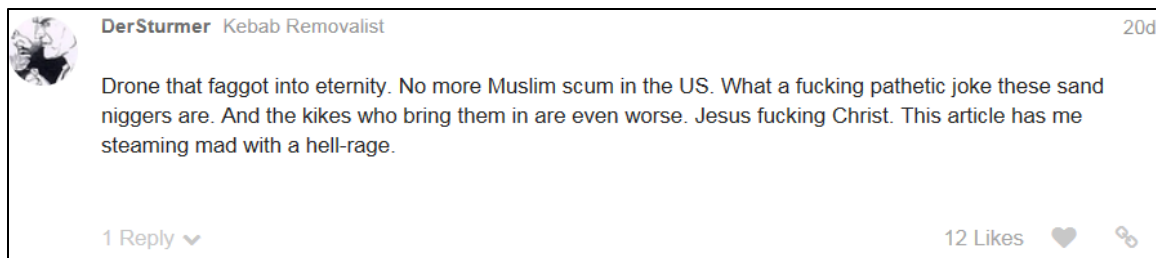 DerSturmer Kebab Removalist 20d
Drone that faggot into eternity. No more Muslim scum in the US. What a fucking pathetic joke these sand
niggers are. And the kikes who bring them in are even worse. Jesus fucking Christ. This article has me
steaming mad with a hell-rage.
1 Reply 12 Likes